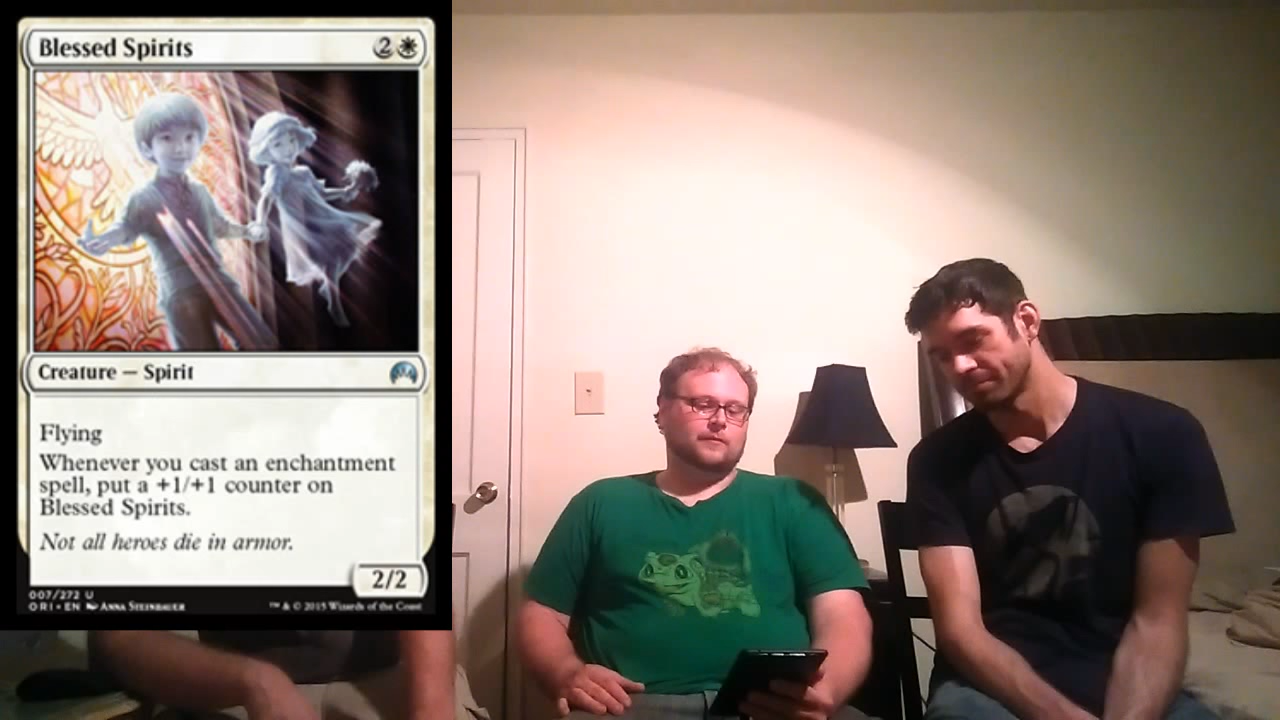 Blessed Spirits 2
Creature — Spirit
Flying
Whenever you cast an enchantment
spell, put a +1/+1 counter on
Blessed Spirits.
Not all heroes die in armor.
2/2
007/272 U
ORI • EN Anna Steinbauer ™ & © 2015 Wizards of the Coast